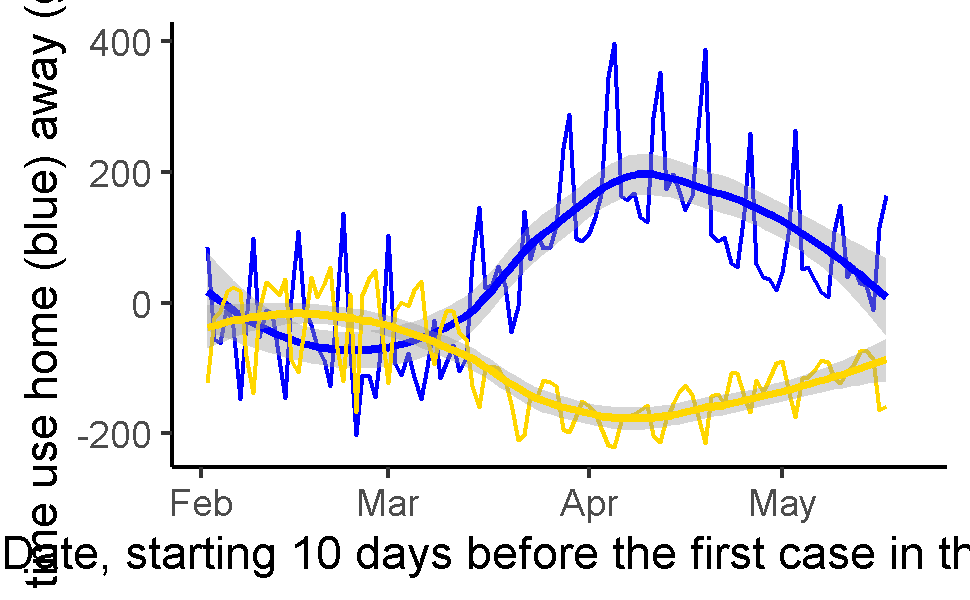 time use home (blue) away (
400
200
0
-200
Feb Mar Apr May
Date, starting 10 days before the first case in th